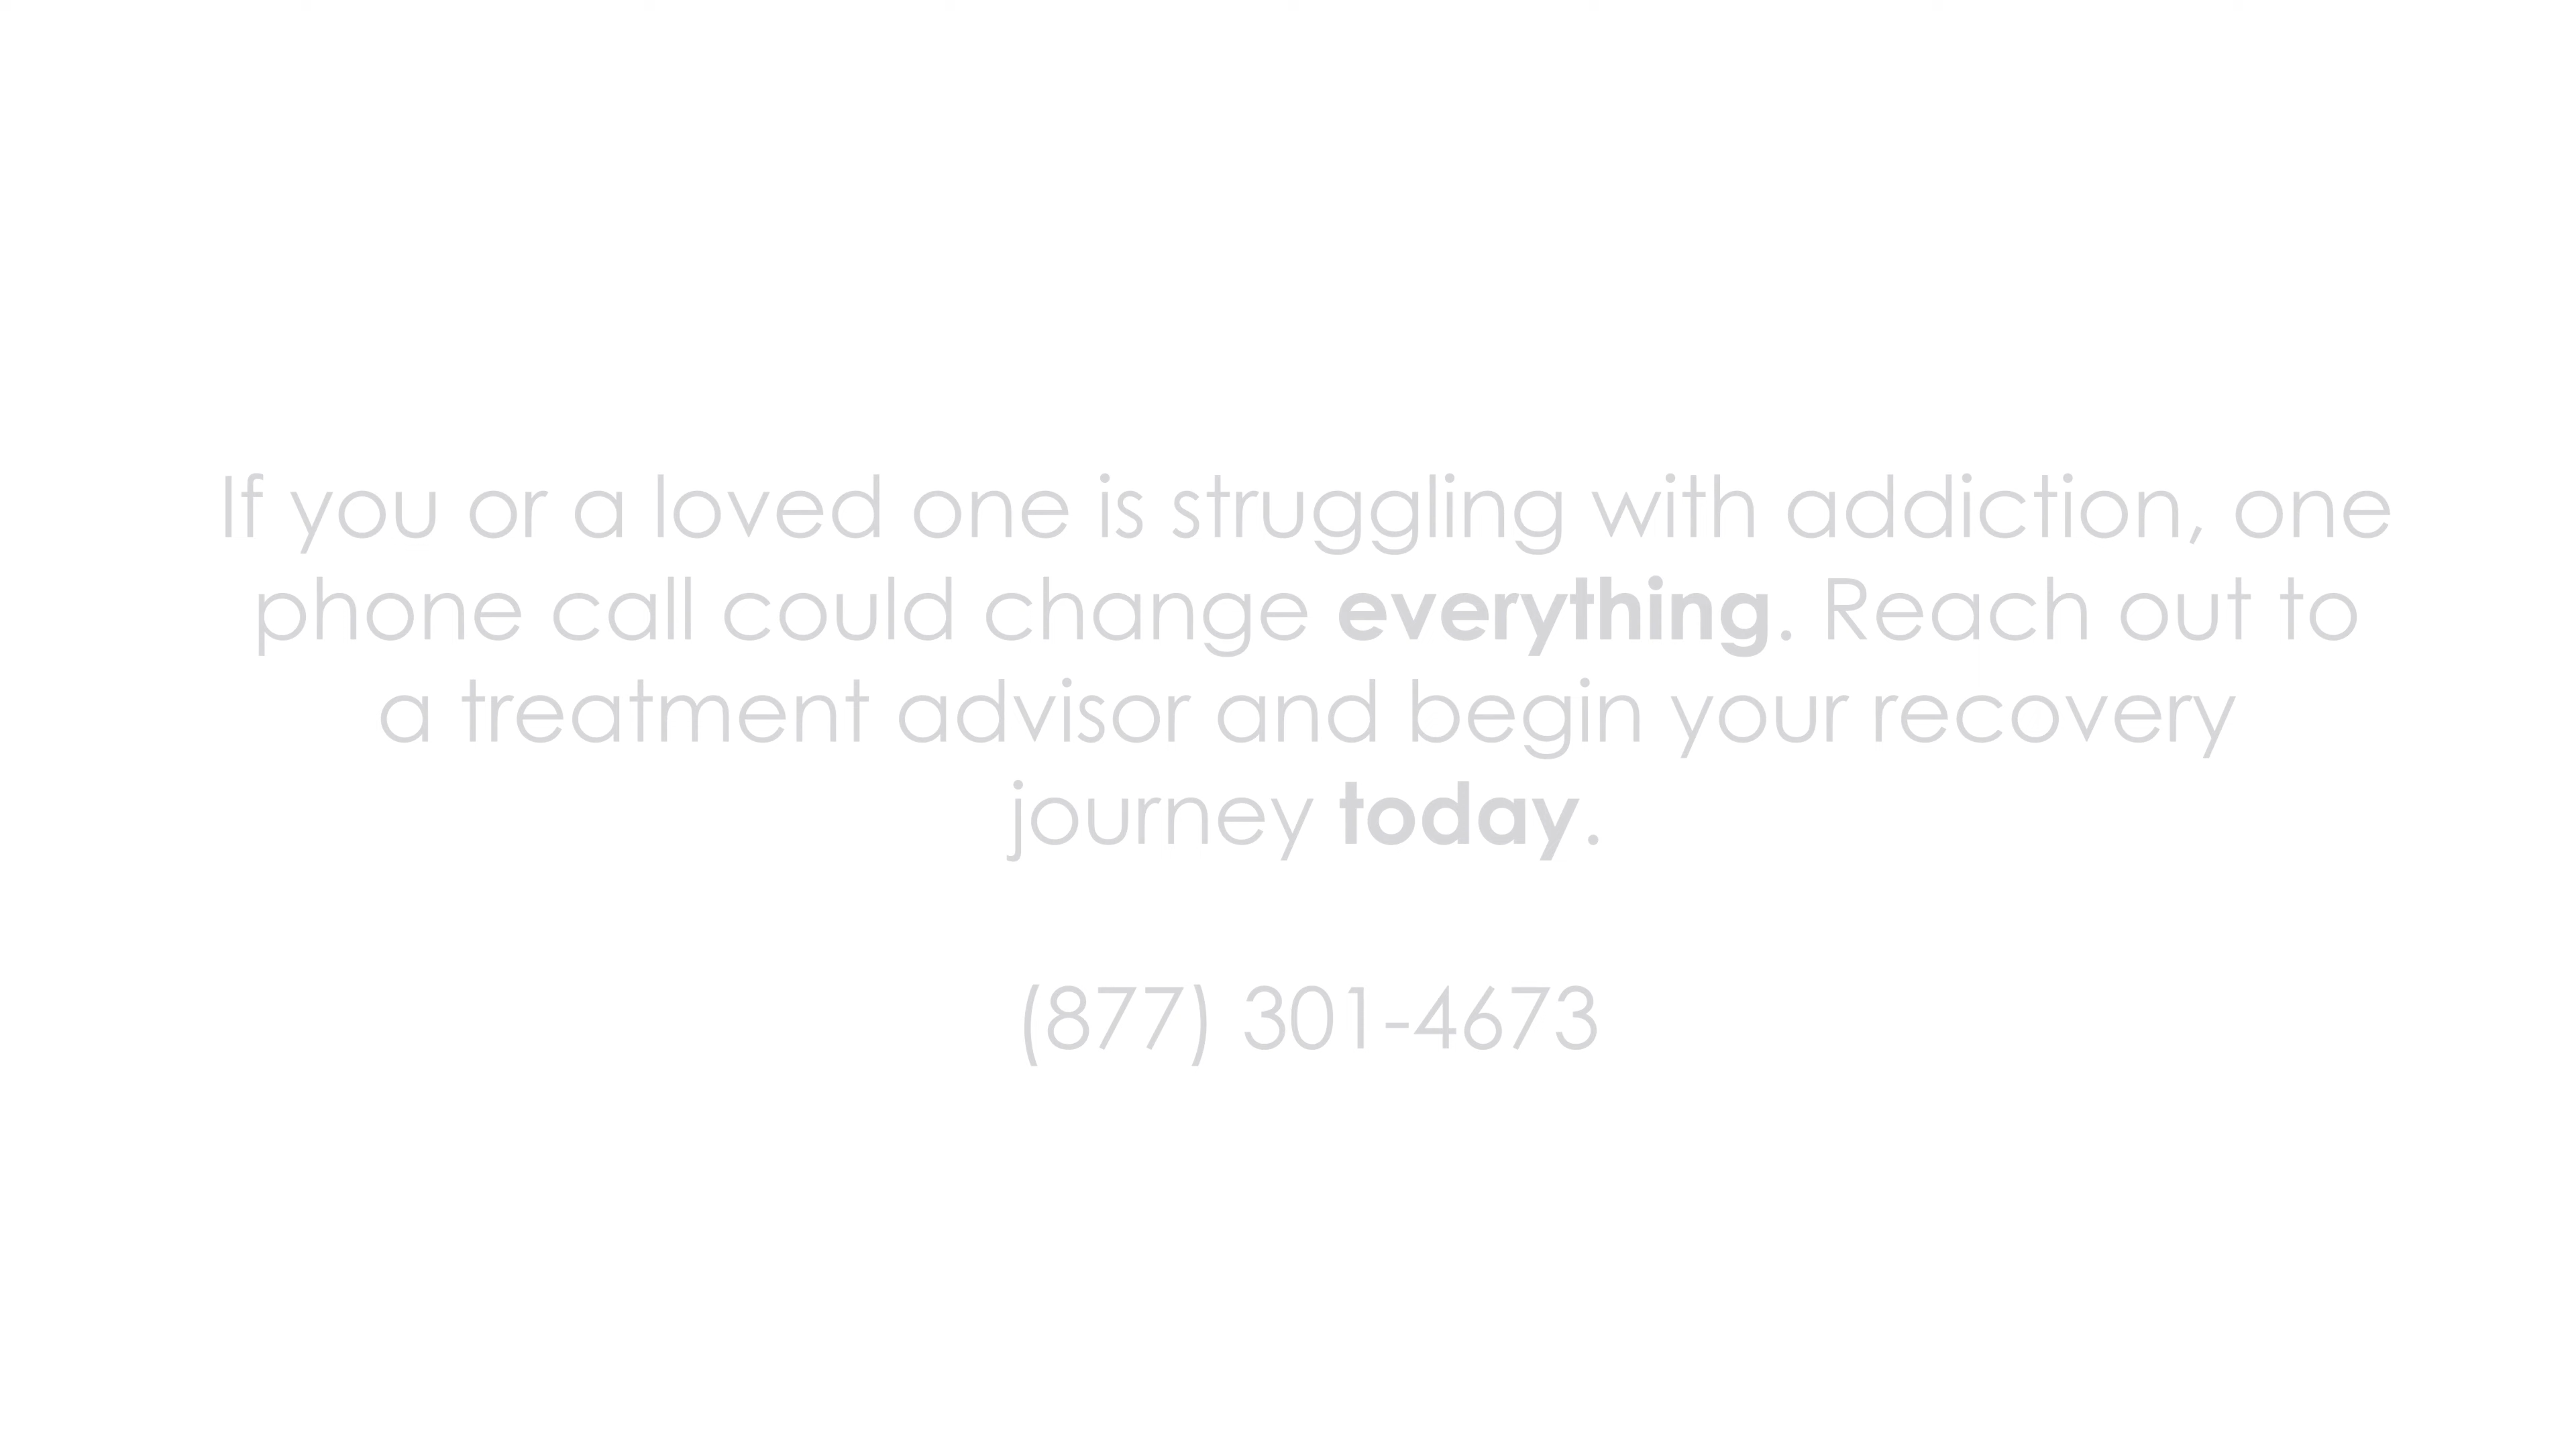 If you or a loved one is struggling with addiction, one
phone call could change everything. Reach out to
a treatment advisor and begin your recovery
journey today.
(877) 301-4673